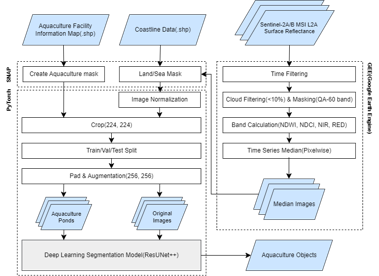 Aquaculture Facility
Information Map(.shp)
Coastline Data(.shp)
Sentinel-2A/B MSI L2A
Surface Reflectance
SNAP
Create Aquaculture mask
Land/Sea Mask
Time Filtering
GEE(Google Earth Engine)
PyTorch
Image Normalization
Cloud Filtering(<10%) & Masking(QA-60 band)
Crop(224, 224)
Band Calculation(NDWI, NDCI, NIR, RED)
Train/Val/Test Split
Time Series Median(Pixelwise)
Pad & Augmentation(256, 256)
Aquaculture
Ponds
Original
Images
Median Images
Deep Learning Segmentation Model(ResUNet++)
Aquaculture Objects